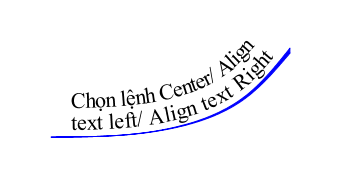 Chọn lệnh Center/ Align
text left/ Align text Right